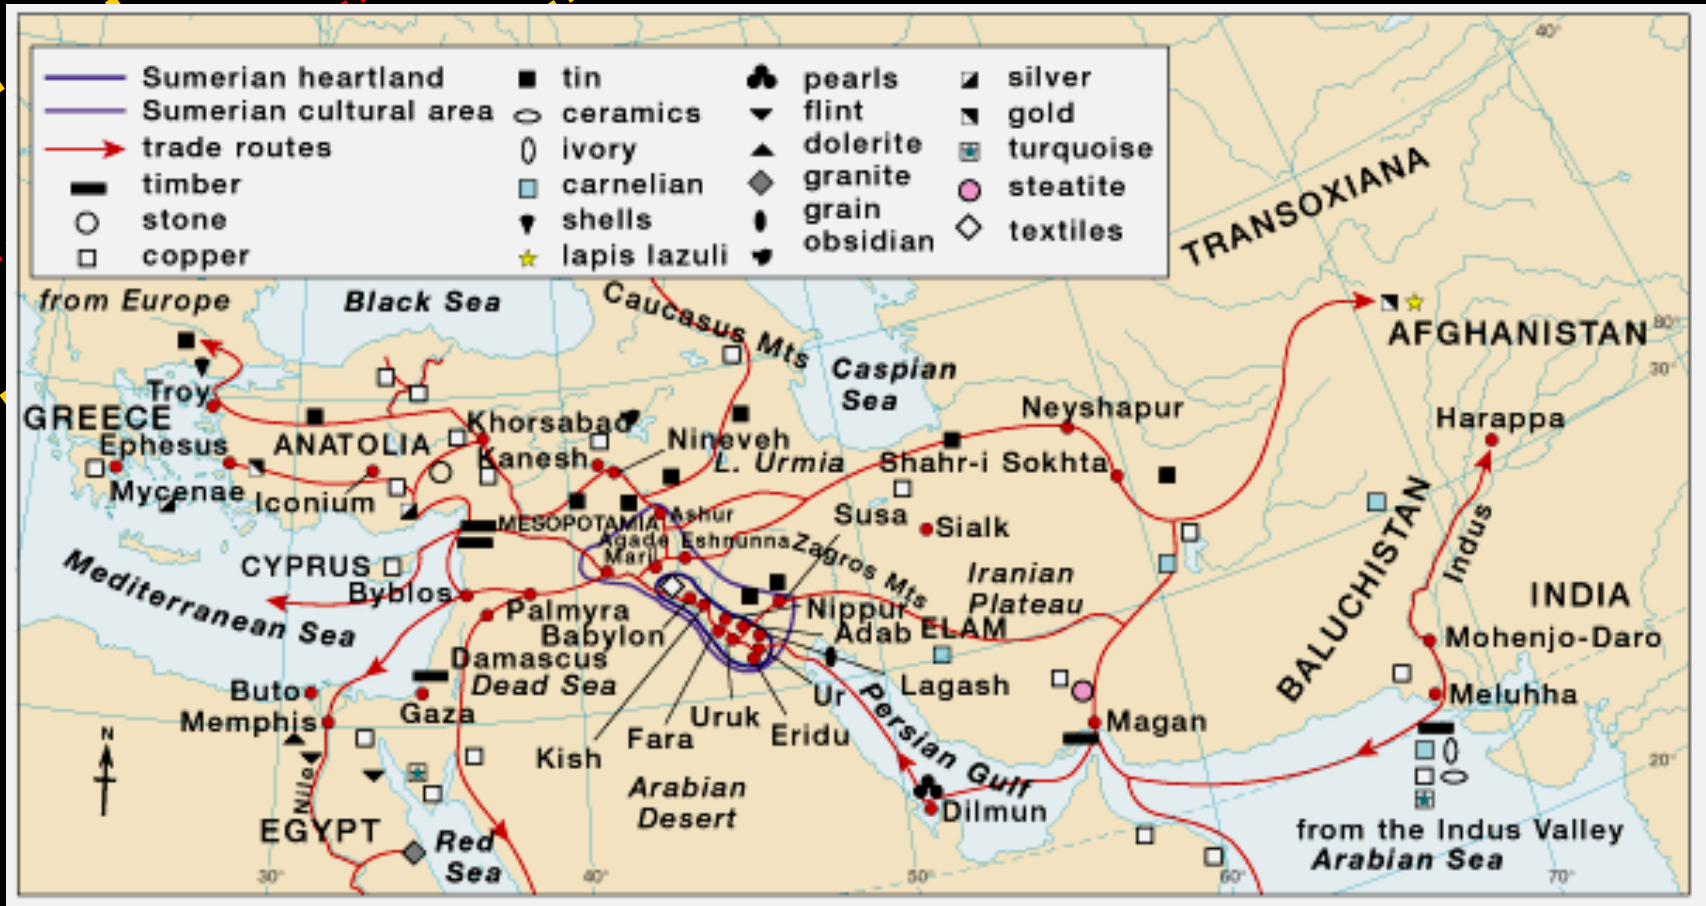 Sumerian heartland
Sumerian cultural area
trade routes
timber
stone
copper
tin
ceramics
ivory
carnelian
shells
lapis lazuli
pearls
flint
dolerite
granite
grain
obsidian
silver
gold
turquoise
steatite
textiles
40°
TRANSOXIANA
from Europe
Black Sea
Caucasus Mts
Caspian
Sea
AFGHANISTAN
80°
30°
Troy
GREECE
Ephesus
ANATOLIA
Khorsabad
Kanesh
Nineveh
L. Urmia
Neyshapur
Shahr-i Sokhta
Harappa
Mycenae
Iconium
MESOPOTAMIA
Ashur
Susa
Sialk
Agade
Eshnunna
Mari
Zagros Mts
CYPRUS
Mediterranean Sea
Byblos
Palmyra
Babylon
Nippur
Adab
ELAM
Iranian
Plateau
BALUCHISTAN
Indus
INDIA
Mohenjo-Daro
Damascus
Dead Sea
Lagash
Ur
Buto
Memphis
Gaza
Uruk
Fara
Eridu
Kish
Persian Gulf
Magan
Meluhha
N
Nile
20°
Arabian
Desert
Dilmun
EGYPT
Red
Sea
from the Indus Valley
Arabian Sea
30°
40°
50°
60°
70°